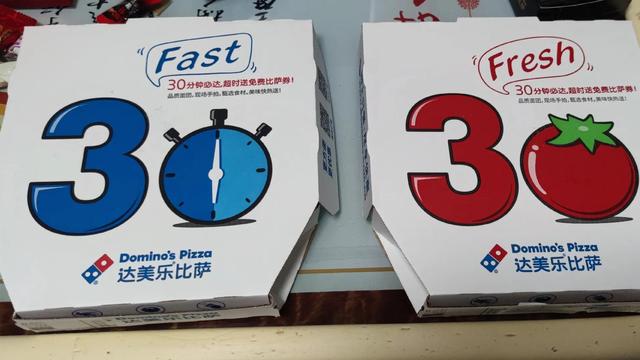 Fast
30分钟必达,超时送免费比萨券!
品质面团,现场手拍,甄选食材,美味快热送!
30
Domino's Pizza
达美乐比萨
Fresh
30分钟必达,超时送免费比萨券!
品质面团,现场手拍,甄选食材,美味快热送!
30
Domino's Pizza
达美乐比萨